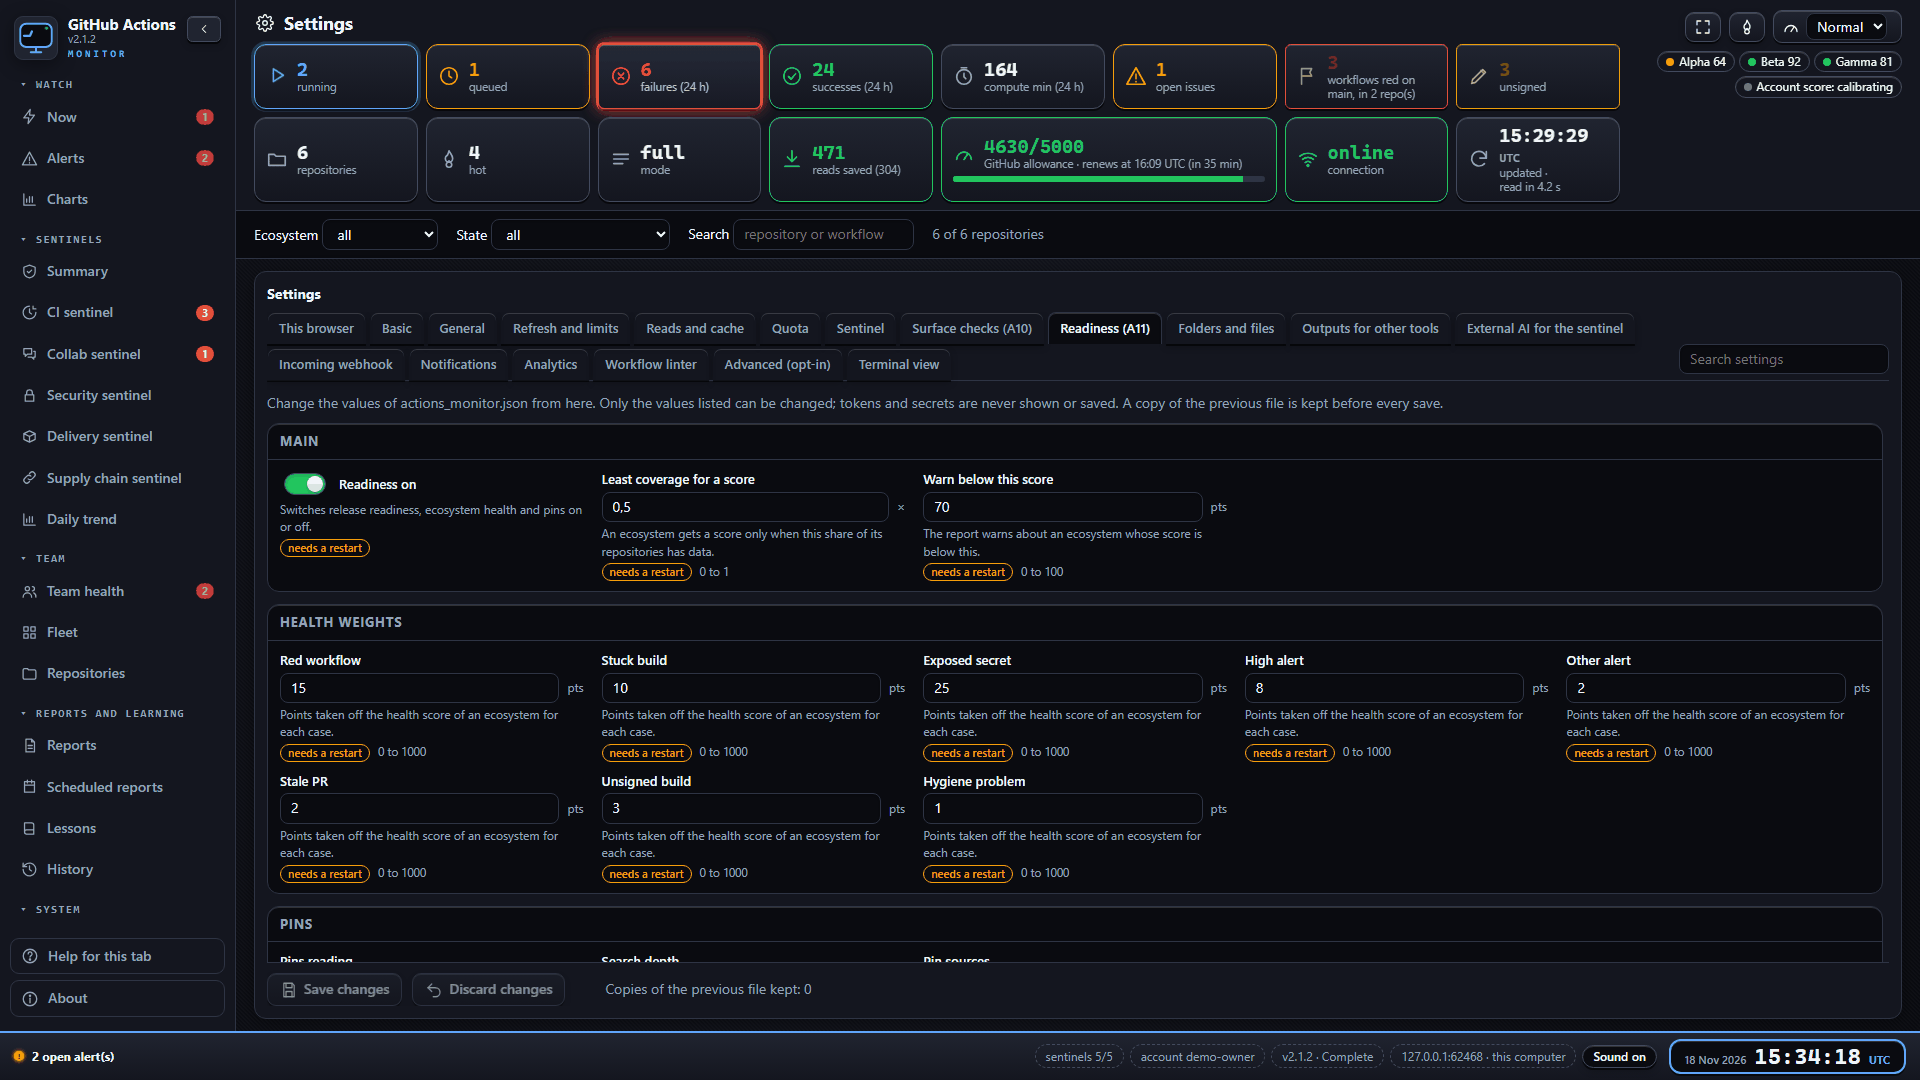 GitHub Actions
v2.1.2
MONITOR
WATCH
Now 1
Alerts 2
Charts
SENTINELS
Summary
CI sentinel 3
Collab sentinel 1
Security sentinel
Delivery sentinel
Supply chain sentinel
Daily trend
TEAM
Team health 2
Fleet
Repositories
REPORTS AND LEARNING
Reports
Scheduled reports
Lessons
History
SYSTEM
Help for this tab
About
Settings
Normal
Alpha 64 Beta 92 Gamma 81
Account score: calibrating
2
running
1
queued
6
failures (24 h)
24
successes (24 h)
164
compute min (24 h)
1
open issues
3
workflows red on
main, in 2 repo(s)
3
unsigned
6
repositories
4
hot
full
mode
471
reads saved (304)
4630/5000
GitHub allowance · renews at 16:09 UTC (in 35 min)
online
connection
15:29:29
UTC
updated ·
read in 4.2 s
Ecosystem all State all Search repository or workflow 6 of 6 repositories
Settings
This browser Basic General Refresh and limits Reads and cache Quota Sentinel Surface checks (A10) Readiness (A11) Folders and files Outputs for other tools External AI for the sentinel
Incoming webhook Notifications Analytics Workflow linter Advanced (opt-in) Terminal view Search settings
Change the values of actions_monitor.json from here. Only the values listed can be changed; tokens and secrets are never shown or saved. A copy of the previous file is kept before every save.
MAIN
Readiness on
Switches release readiness, ecosystem health and pins on
or off.
needs a restart
Least coverage for a score
0,5 ×
An ecosystem gets a score only when this share of its
repositories has data.
needs a restart 0 to 1
Warn below this score
70 pts
The report warns about an ecosystem whose score is
below this.
needs a restart 0 to 100
HEALTH WEIGHTS
Red workflow
15 pts
Points taken off the health score of an ecosystem for
each case.
needs a restart 0 to 1000
Stuck build
10 pts
Points taken off the health score of an ecosystem for
each case.
needs a restart 0 to 1000
Exposed secret
25 pts
Points taken off the health score of an ecosystem for
each case.
needs a restart 0 to 1000
High alert
8 pts
Points taken off the health score of an ecosystem for
each case.
needs a restart 0 to 1000
Other alert
2 pts
Points taken off the health score of an ecosystem for
each case.
needs a restart 0 to 1000
Stale PR
2 pts
Points taken off the health score of an ecosystem for
each case.
needs a restart 0 to 1000
Unsigned build
3 pts
Points taken off the health score of an ecosystem for
each case.
needs a restart 0 to 1000
Hygiene problem
1 pts
Points taken off the health score of an ecosystem for
each case.
needs a restart 0 to 1000
PINS
Pins reading Search depth Pin sources
Save changes Discard changes Copies of the previous file kept: 0
2 open alert(s)
sentinels 5/5 account demo-owner v2.1.2 · Complete 127.0.0.1:62468 · this computer Sound on 18 Nov 2026 15:34:18 UTC